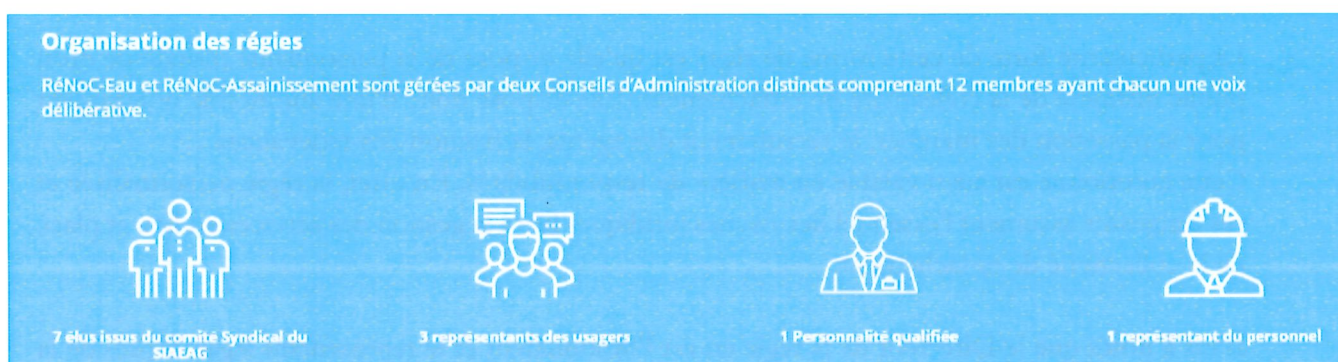 Organisation des régies
RéNoC-Eau et RéNoC-Assainissement sont gérées par deux Conseils d'Administration distincts comprenant 12 membres ayant chacun une voix
délibérative.
7 élus issus du comité Syndical du
SIAEAG
3 représentants des usagers
1 Personnalité qualifiée
1 représentant du personnel